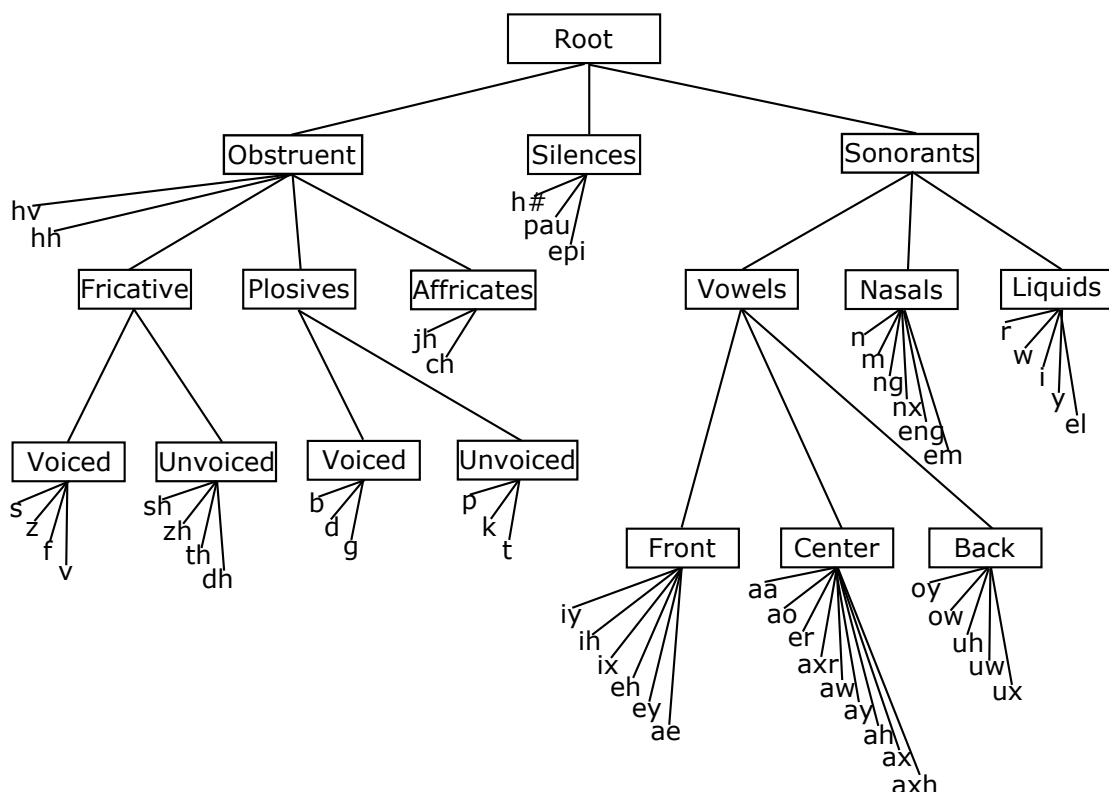 Root
Obstruent
Silences
Sonorants
hv
hh
h#
pau
epi
Fricative
Plosives
Affricates
Vowels
Nasals
Liquids
jh
ch
n
m
ng
nx
eng
em
r
w
i
y
el
Voiced
Unvoiced
Voiced
Unvoiced
s
z
f
v
sh
zh
th
dh
b
d
g
p
k
t
Front
Center
Back
iy
ih
ix
eh
ey
ae
aa
ao
er
axr
aw
ay
ah
ax
axh
oy
ow
uh
uw
ux